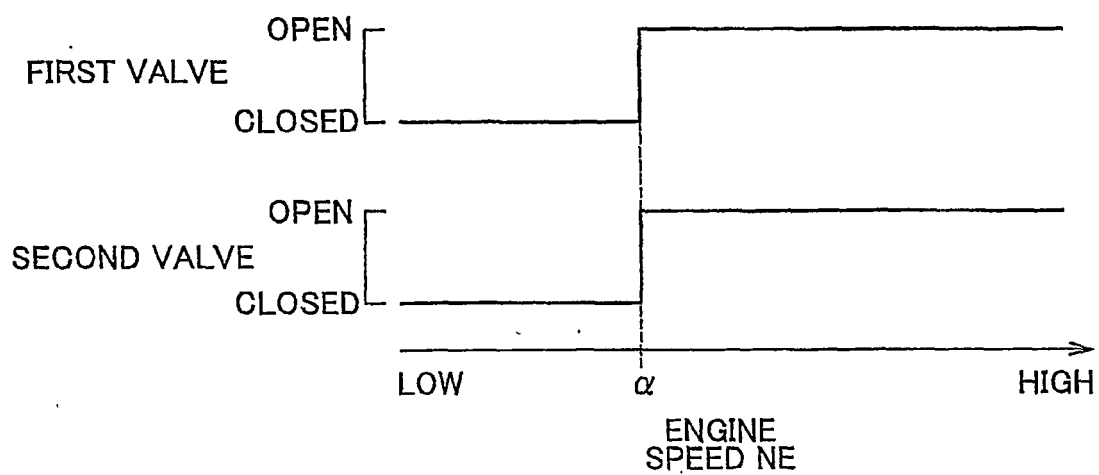 OPEN
FIRST VALVE
CLOSED
OPEN
SECOND VALVE
CLOSED
LOW α HIGH
ENGINE
SPEED NE